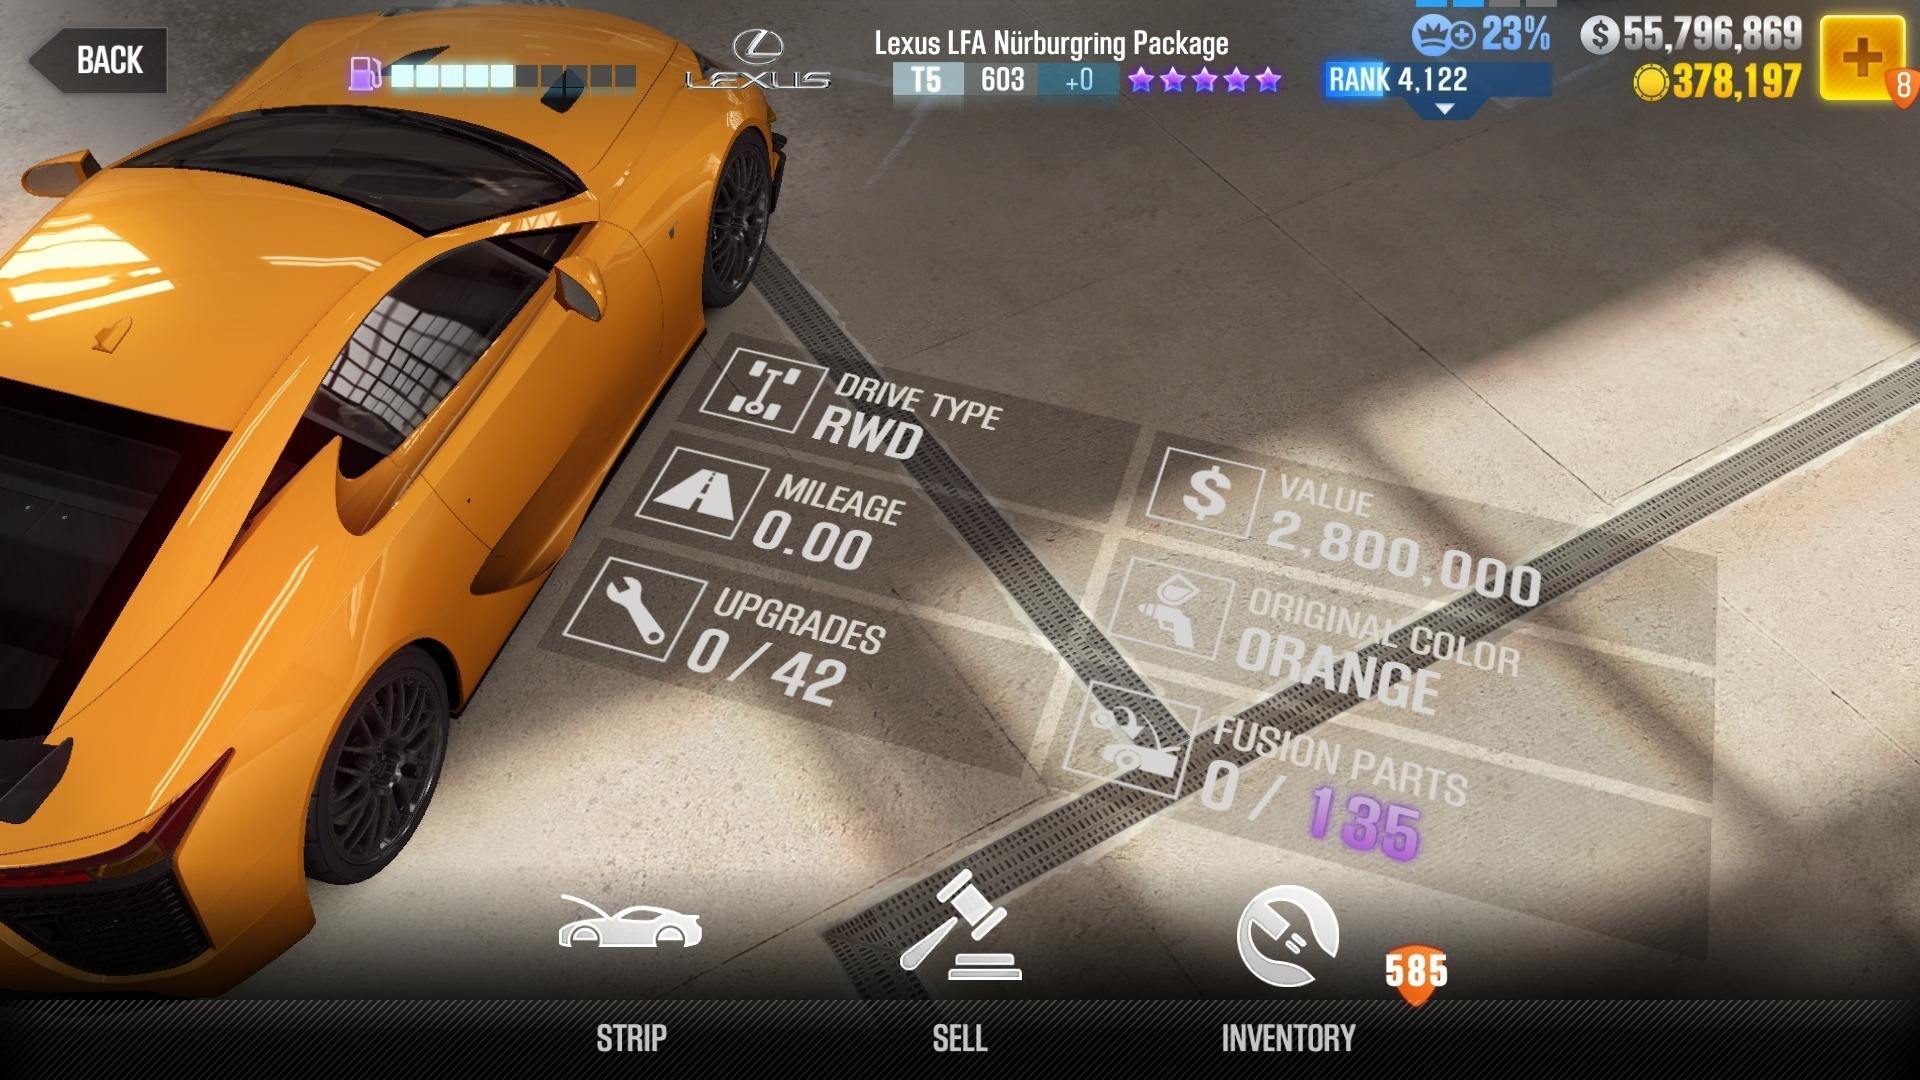 BACK
LEXUS
Lexus LFA Nürburgring Package
T5 603 +0
23%
RANK 4,122
$ 55,796,869
378,197
8
DRIVE TYPE
RWD
MILEAGE
0.00
UPGRADES
0 / 42
$ VALUE
2,800,000
ORIGINAL COLOR
ORANGE
FUSION PARTS
0 / 135
STRIP
SELL
INVENTORY
585